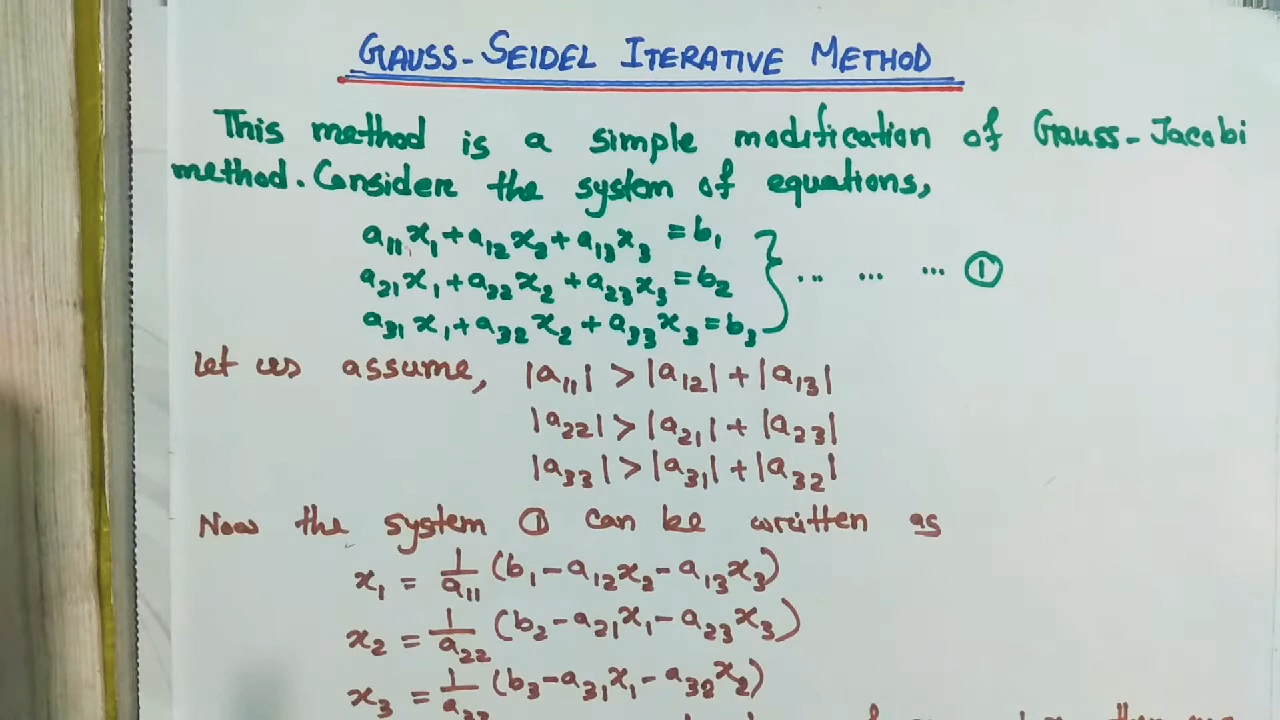 GAUSS-SEIDEL ITERATIVE METHOD
This method is a simple modification of Gauss-Jacobi
method. Consider the system of equations,
a₁₁x₁+a₁₂x₂+a₁₃x₃ =b₁
a₂₁x₁+a₂₂x₂+a₂₃x₃=b₂ } ... ... ... ①
a₃₁x₁+a₃₂x₂+a₃₃x₃=b₃
Let us assume, |a₁₁|>|a₁₂|+|a₁₃|
|a₂₂|>|a₂₁|+|a₂₃|
|a₃₃|>|a₃₁|+|a₃₂|
Now the system ① can be written as
x₁ = 1/a₁₁ (b₁-a₁₂x₂-a₁₃x₃)
x₂ = 1/a₂₂ (b₂-a₂₁x₁-a₂₃x₃)
x₃ = 1/a₃₃ (b₃-a₃₁x₁-a₃₂x₂)